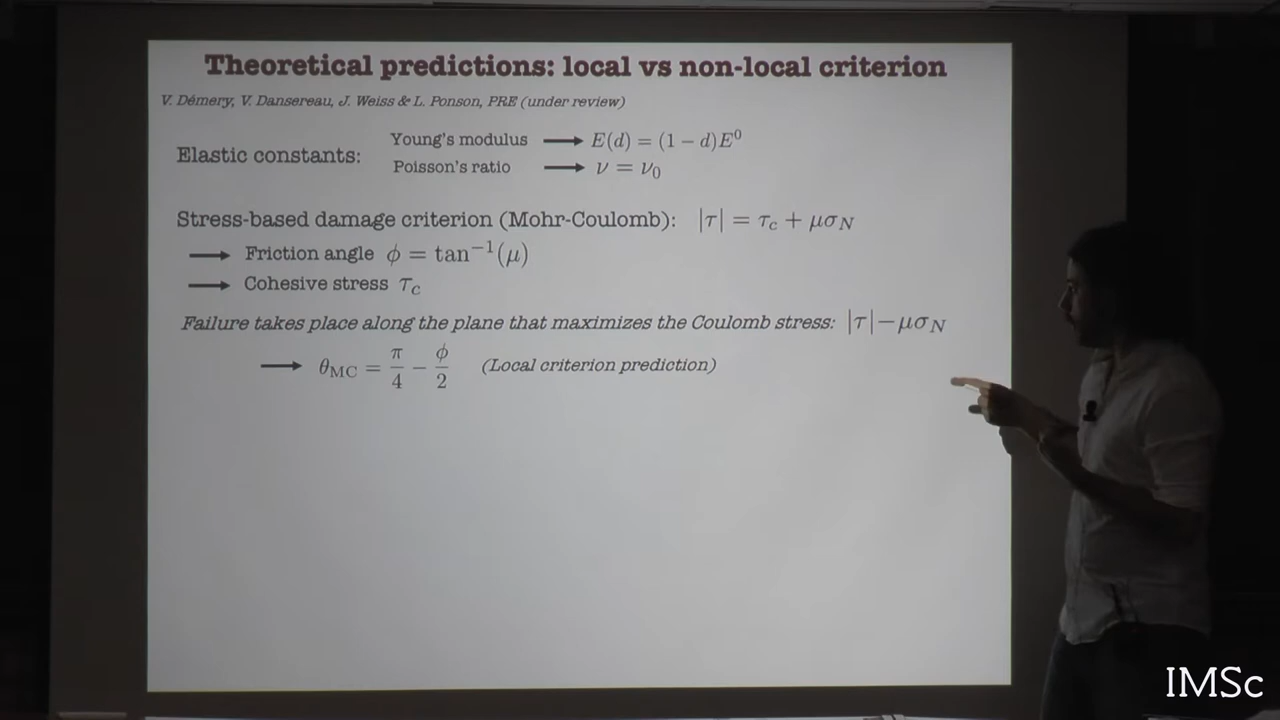 Theoretical predictions: local vs non-local criterion
V. Démery, V. Dansereau, J. Weiss & L. Ponson, PRE (under review)
Elastic constants:
Young's modulus ⟶ E(d) = (1 − d)E⁰
Poisson's ratio ⟶ ν = ν₀
Stress-based damage criterion (Mohr-Coulomb): |τ| = τ_c + μσ_N
⟶ Friction angle ϕ = tan⁻¹(μ)
⟶ Cohesive stress τ_c
Failure takes place along the plane that maximizes the Coulomb stress: |τ|−μσ_N
⟶ θ_MC = π/4 − ϕ/2 (Local criterion prediction)
IMSc